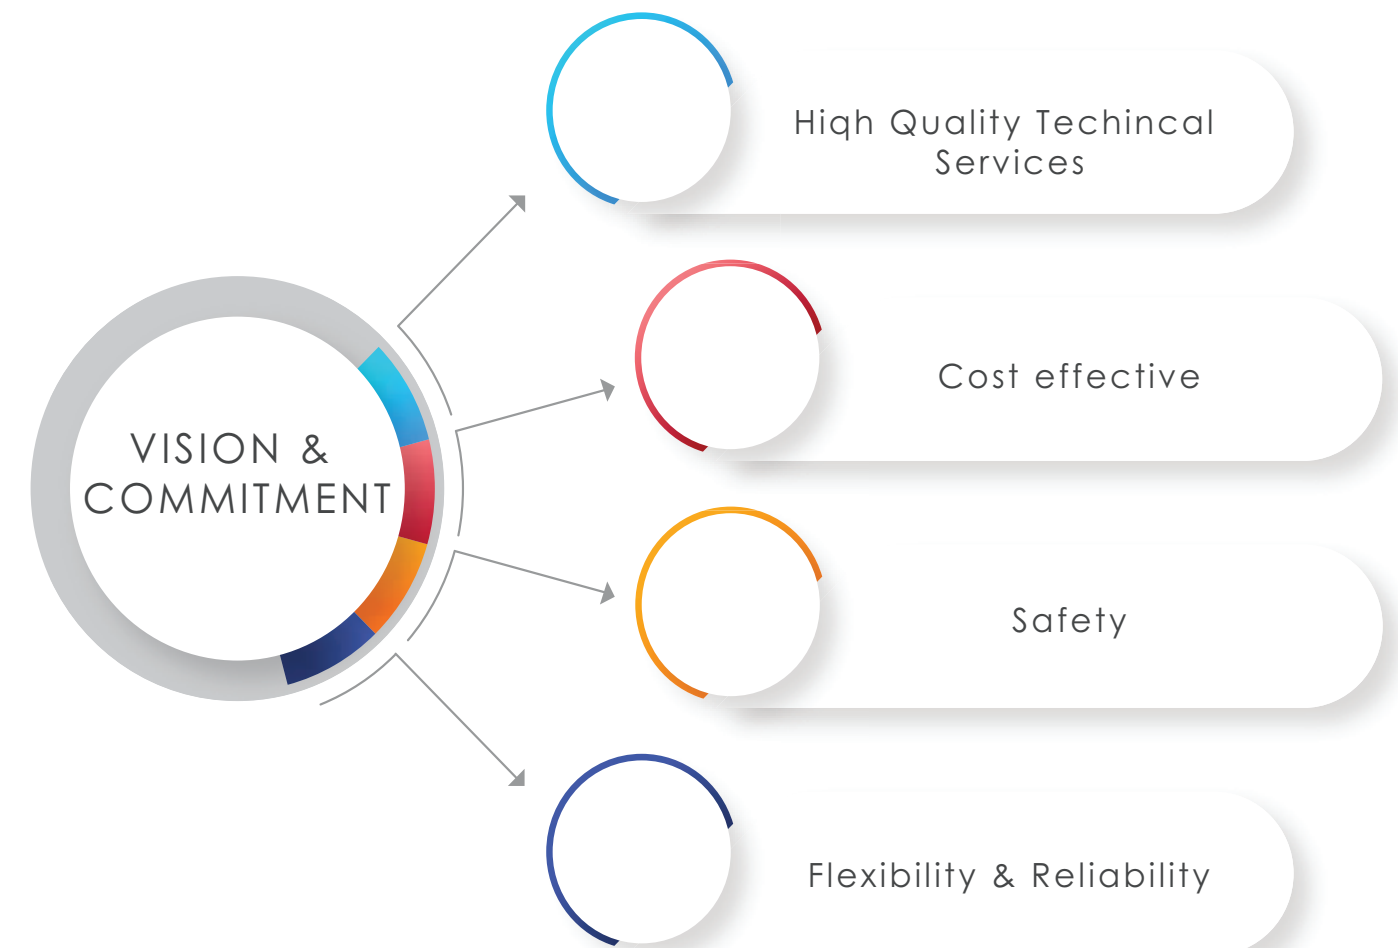 VISION &
COMMITMENT
Hiqh Quality Techincal
Services
Cost effective
Safety
Flexibility & Reliability